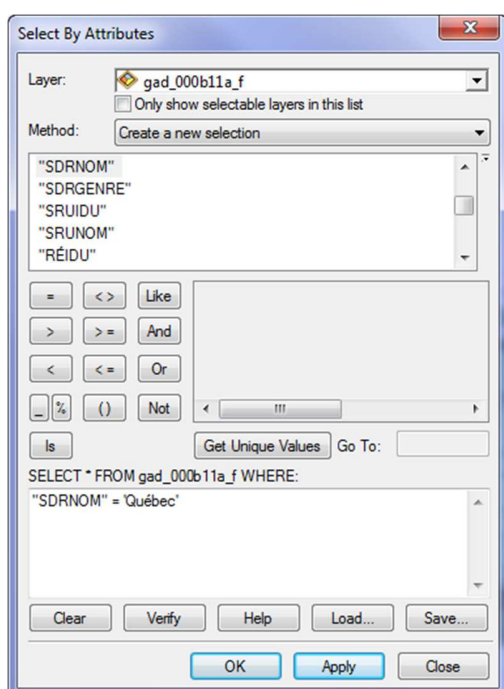 Select By Attributes
Layer: gad_000b11a_f
Only show selectable layers in this list
Method: Create a new selection
"SDRNOM"
"SDRGENRE"
"SRUIDU"
"SRUNOM"
"RÉIDU"
= < > Like
> > = And
< < = Or
_ % ( ) Not
Is Get Unique Values Go To:
SELECT * FROM gad_000b11a_f WHERE:
"SDRNOM" = 'Québec'
Clear Verify Help Load... Save...
OK Apply Close